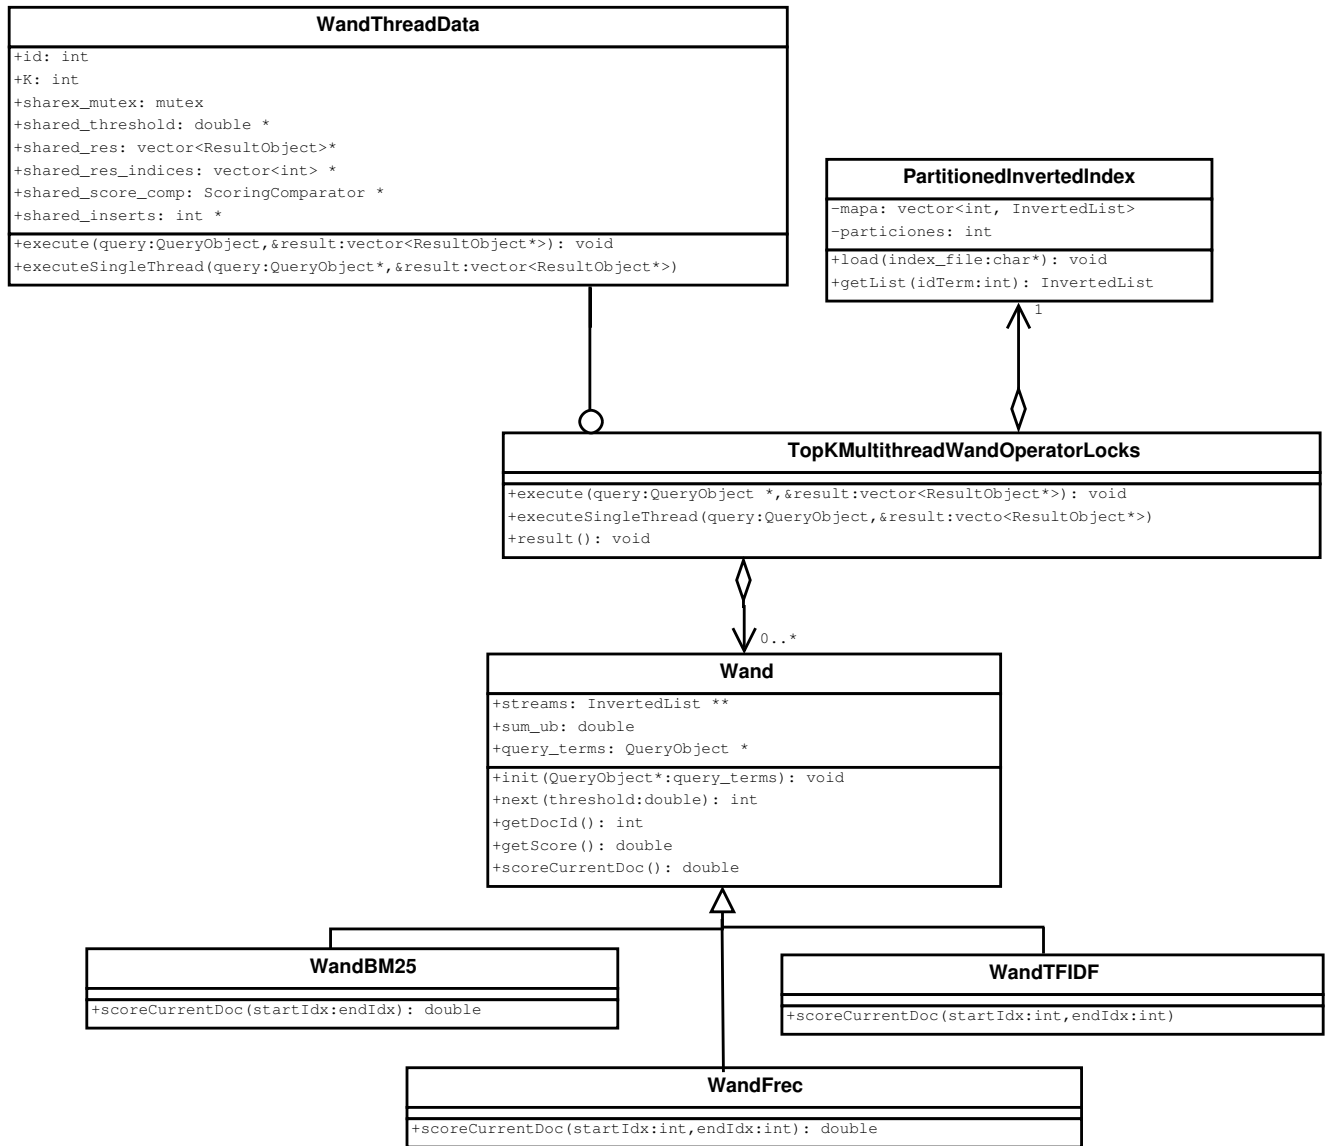 WandThreadData
+id: int
+K: int
+sharex_mutex: mutex
+shared_threshold: double *
+shared_res: vector<ResultObject>*
+shared_res_indices: vector<int> *
+shared_score_comp: ScoringComparator *
+shared_inserts: int *
+execute(query:QueryObject,&result:vector<ResultObject*>): void
+executeSingleThread(query:QueryObject*,&result:vector<ResultObject*>)
PartitionedInvertedIndex
-mapa: vector<int, InvertedList>
-particiones: int
+load(index_file:char*): void
+getList(idTerm:int): InvertedList
1
TopKMultithreadWandOperatorLocks
+execute(query:QueryObject *,&result:vector<ResultObject*>): void
+executeSingleThread(query:QueryObject,&result:vecto<ResultObject*>)
+result(): void
0..*
Wand
+streams: InvertedList **
+sum_ub: double
+query_terms: QueryObject *
+init(QueryObject*:query_terms): void
+next(threshold:double): int
+getDocId(): int
+getScore(): double
+scoreCurrentDoc(): double
WandBM25
+scoreCurrentDoc(startIdx:endIdx): double
WandTFIDF
+scoreCurrentDoc(startIdx:int,endIdx:int)
WandFrec
+scoreCurrentDoc(startIdx:int,endIdx:int): double